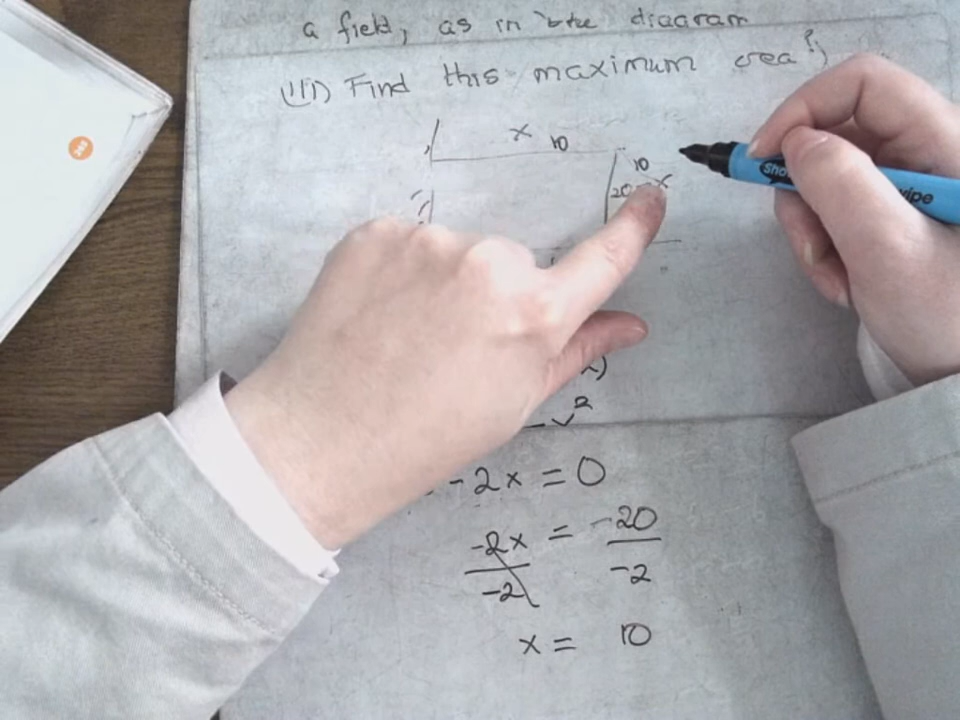 a field, as in the diagram
(iii) Find this maximum area?
x 10
10
20-x
-2x = 0
-2x = -20
-2 -2
x = 10